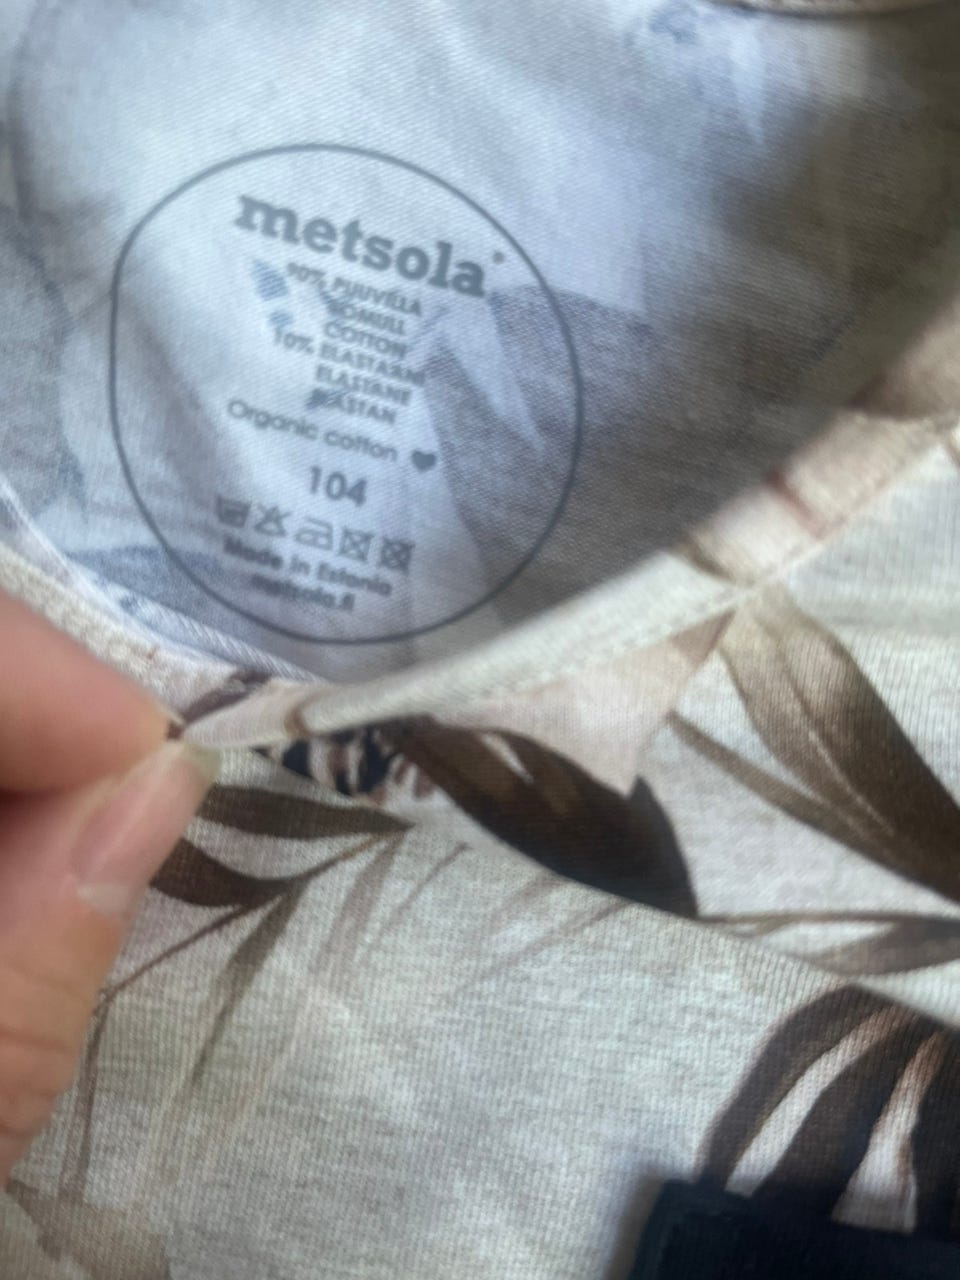 metsola
90% PUUVILLA
BOMULL
COTTON
10% ELASTAANI
ELASTANE
ELASTAN
Organic cotton
104
Made in Estonia
metsola.fi